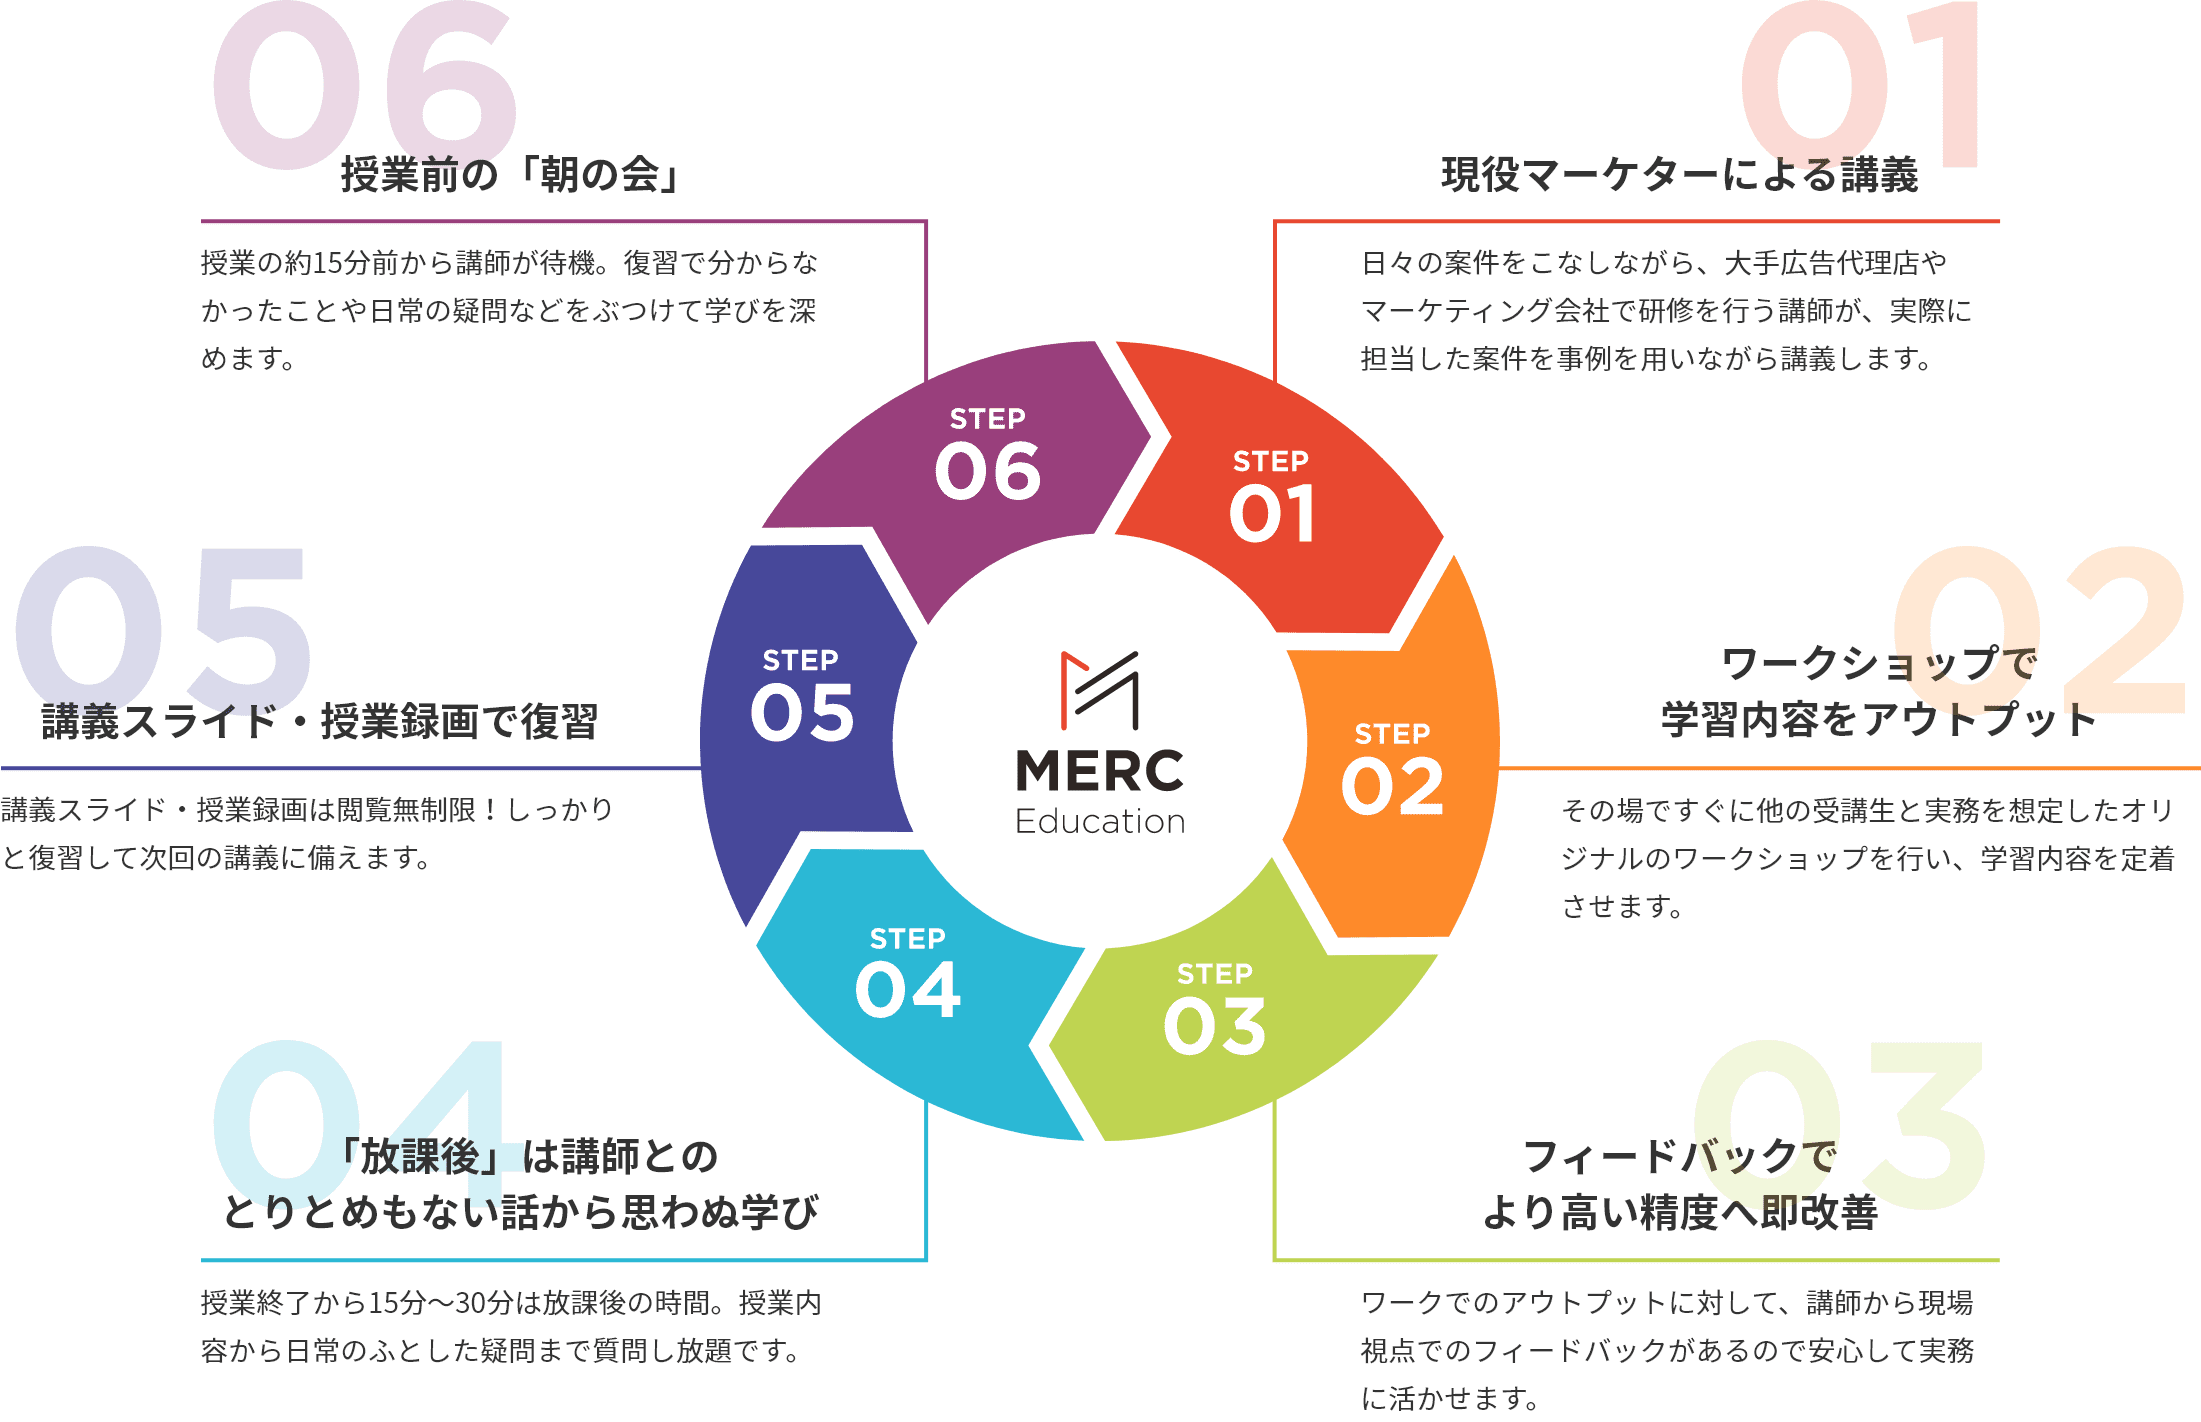 01
現役マーケターによる講義
日々の案件をこなしながら、大手広告代理店や
マーケティング会社で研修を行う講師が、実際に
担当した案件を事例を用いながら講義します。
02
ワークショップで
学習内容をアウトプット
その場ですぐに他の受講生と実務を想定したオリ
ジナルのワークショップを行い、学習内容を定着
させます。
03
フィードバックで
より高い精度へ即改善
ワークでのアウトプットに対して、講師から現場
視点でのフィードバックがあるので安心して実務
に活かせます。
04
「放課後」は講師との
とりとめもない話から思わぬ学び
授業終了から15分〜30分は放課後の時間。授業内
容から日常のふとした疑問まで質問し放題です。
05
講義スライド・授業録画で復習
講義スライド・授業録画は閲覧無制限！しっかり
と復習して次回の講義に備えます。
06
授業前の「朝の会」
授業の約15分前から講師が待機。復習で分からな
かったことや日常の疑問などをぶつけて学びを深
めます。
STEP
01
STEP
02
STEP
03
STEP
04
STEP
05
STEP
06
MERC
Education